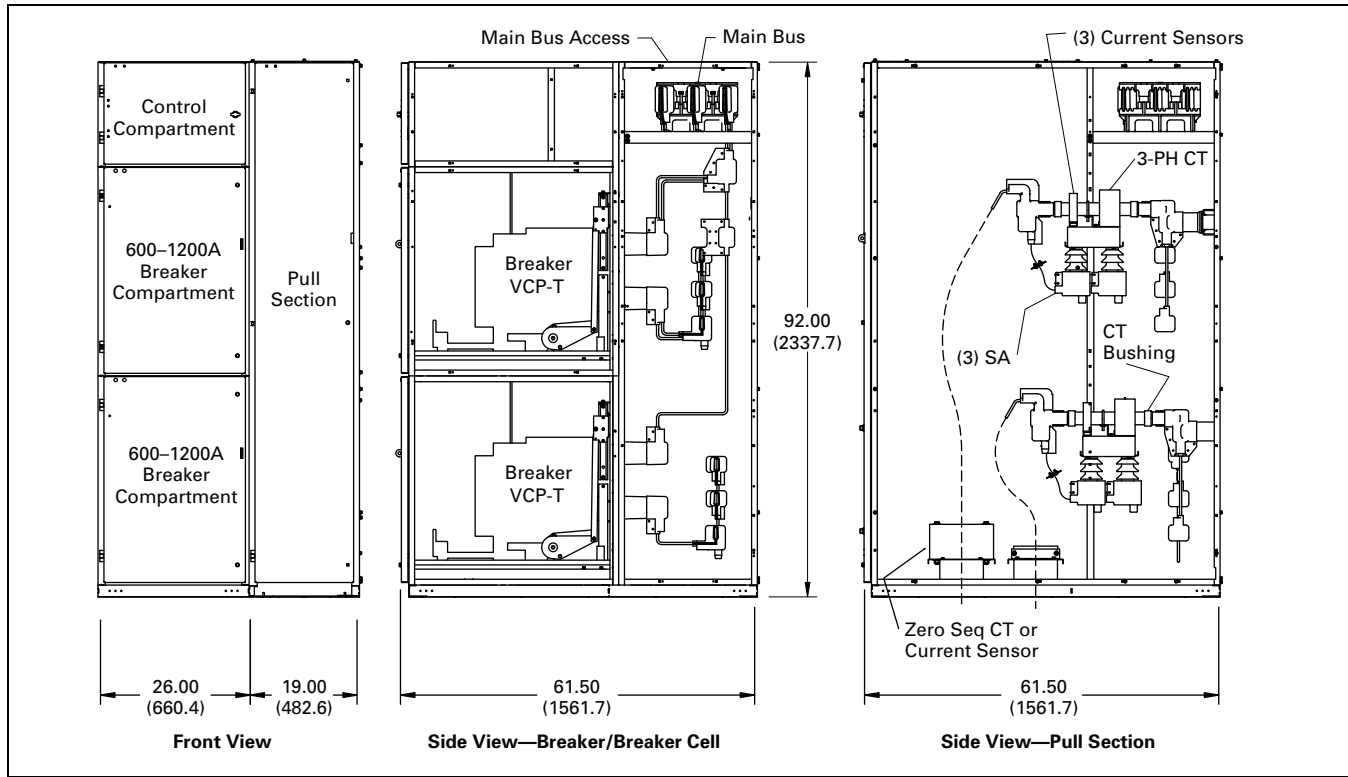 Control
Compartment
600–1200A
Breaker
Compartment
600–1200A
Breaker
Compartment
Pull
Section
26.00
(660.4)
19.00
(482.6)
Front View
Main Bus Access
Main Bus
Breaker
VCP-T
Breaker
VCP-T
92.00
(2337.7)
61.50
(1561.7)
Side View—Breaker/Breaker Cell
(3) Current Sensors
3-PH CT
(3) SA
CT
Bushing
Zero Seq CT or
Current Sensor
61.50
(1561.7)
Side View—Pull Section